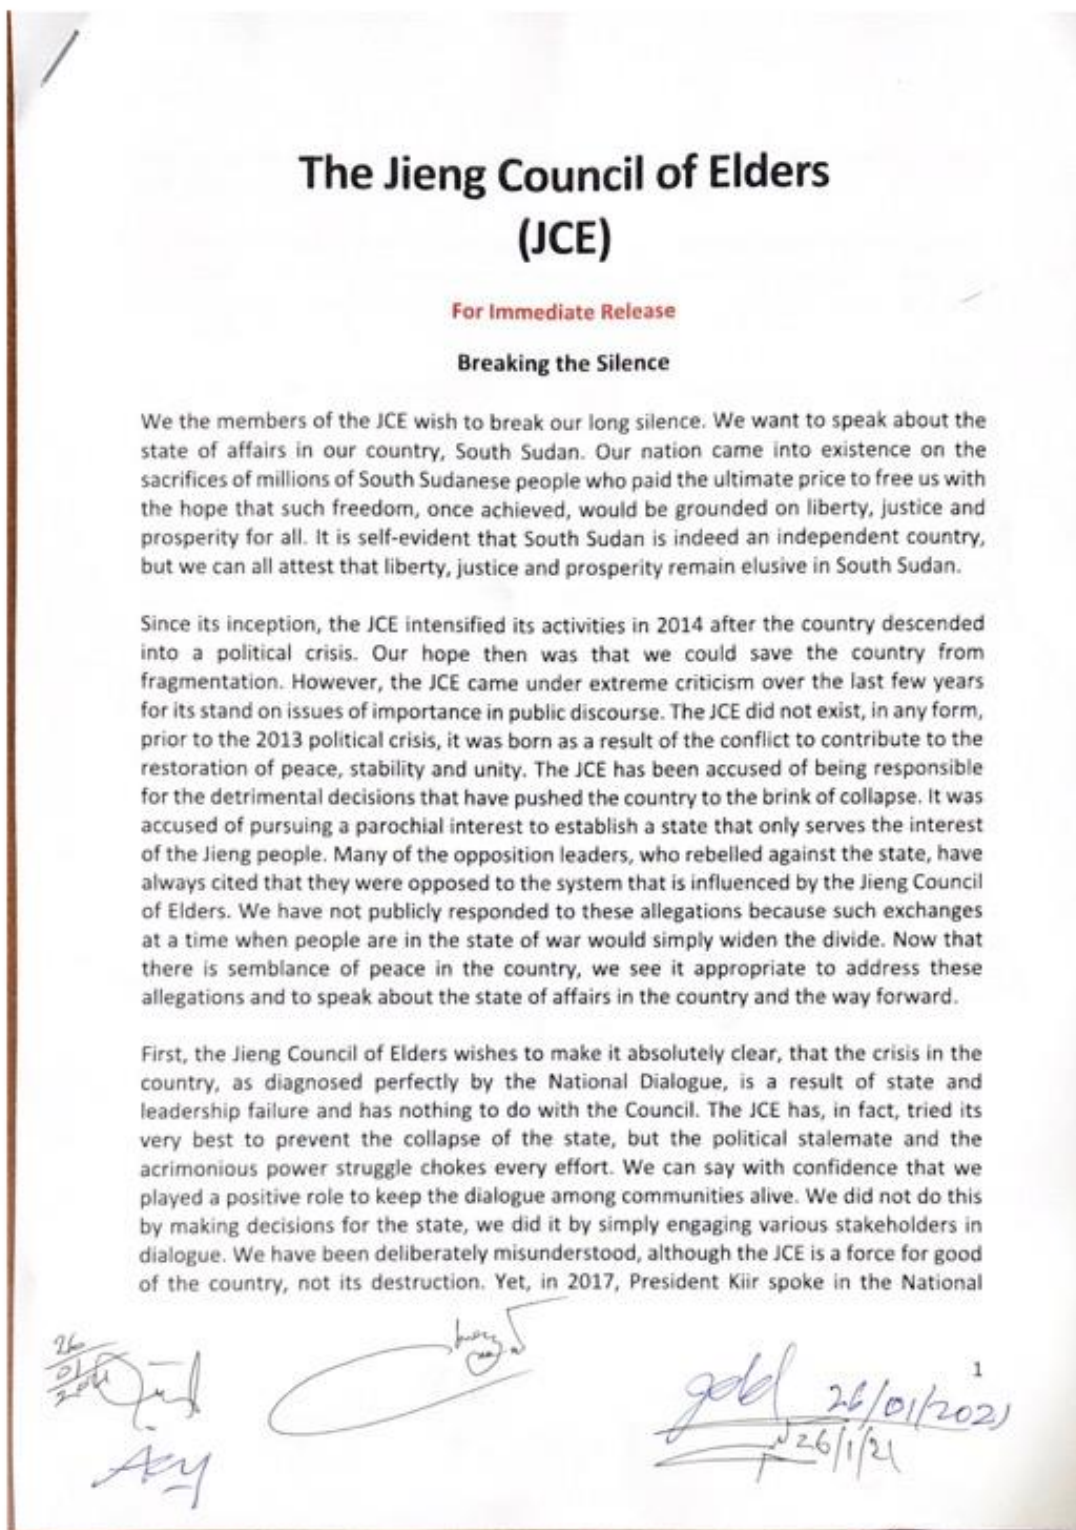 The Jieng Council of Elders
(JCE)
For Immediate Release
Breaking the Silence
We the members of the JCE wish to break our long silence. We want to speak about the
state of affairs in our country, South Sudan. Our nation came into existence on the
sacrifices of millions of South Sudanese people who paid the ultimate price to free us with
the hope that such freedom, once achieved, would be grounded on liberty, justice and
prosperity for all. It is self-evident that South Sudan is indeed an independent country,
but we can all attest that liberty, justice and prosperity remain elusive in South Sudan.
Since its inception, the JCE intensified its activities in 2014 after the country descended
into a political crisis. Our hope then was that we could save the country from
fragmentation. However, the JCE came under extreme criticism over the last few years
for its stand on issues of importance in public discourse. The JCE did not exist, in any form,
prior to the 2013 political crisis, it was born as a result of the conflict to contribute to the
restoration of peace, stability and unity. The JCE has been accused of being responsible
for the detrimental decisions that have pushed the country to the brink of collapse. It was
accused of pursuing a parochial interest to establish a state that only serves the interest
of the Jieng people. Many of the opposition leaders, who rebelled against the state, have
always cited that they were opposed to the system that is influenced by the Jieng Council
of Elders. We have not publicly responded to these allegations because such exchanges
at a time when people are in the state of war would simply widen the divide. Now that
there is semblance of peace in the country, we see it appropriate to address these
allegations and to speak about the state of affairs in the country and the way forward.
First, the Jieng Council of Elders wishes to make it absolutely clear, that the crisis in the
country, as diagnosed perfectly by the National Dialogue, is a result of state and
leadership failure and has nothing to do with the Council. The JCE has, in fact, tried its
very best to prevent the collapse of the state, but the political stalemate and the
acrimonious power struggle chokes every effort. We can say with confidence that we
played a positive role to keep the dialogue among communities alive. We did not do this
by making decisions for the state, we did it by simply engaging various stakeholders in
dialogue. We have been deliberately misunderstood, although the JCE is a force for good
of the country, not its destruction. Yet, in 2017, President Kiir spoke in the National
1
26
01
26/01/2021
26/1/21